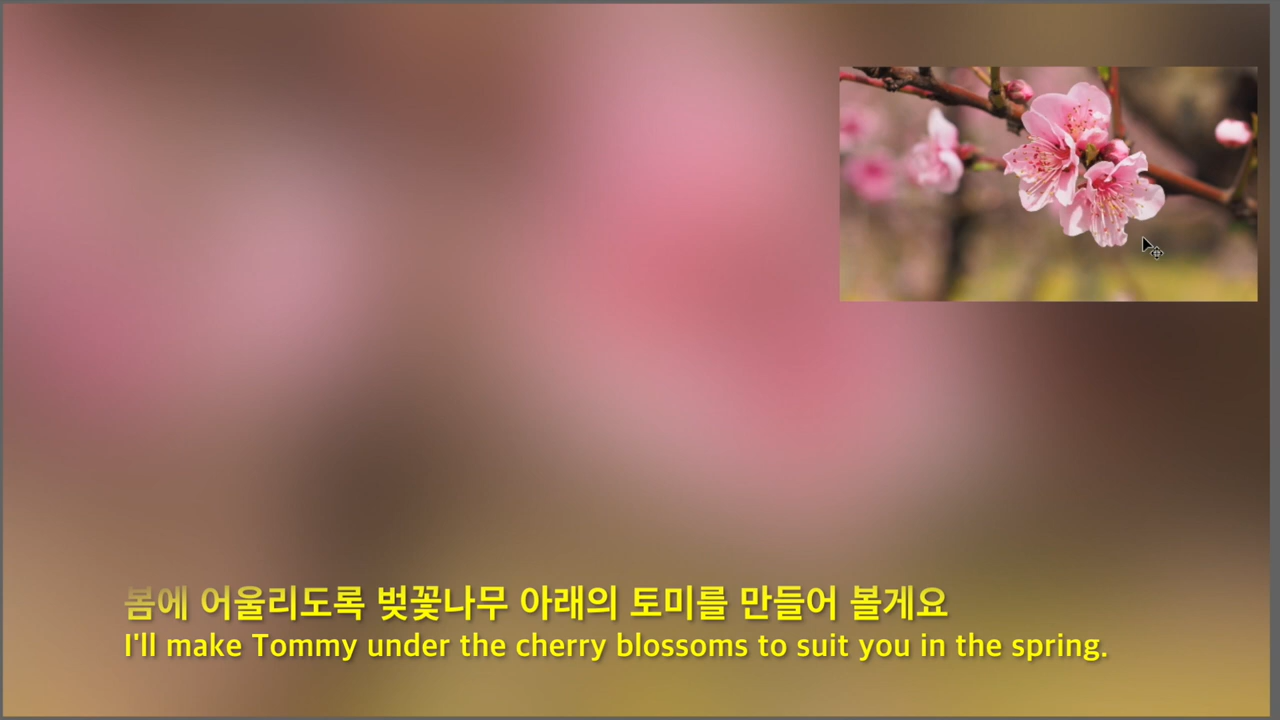 봄에 어울리도록 벚꽃나무 아래의 토미를 만들어 볼게요
I'll make Tommy under the cherry blossoms to suit you in the spring.